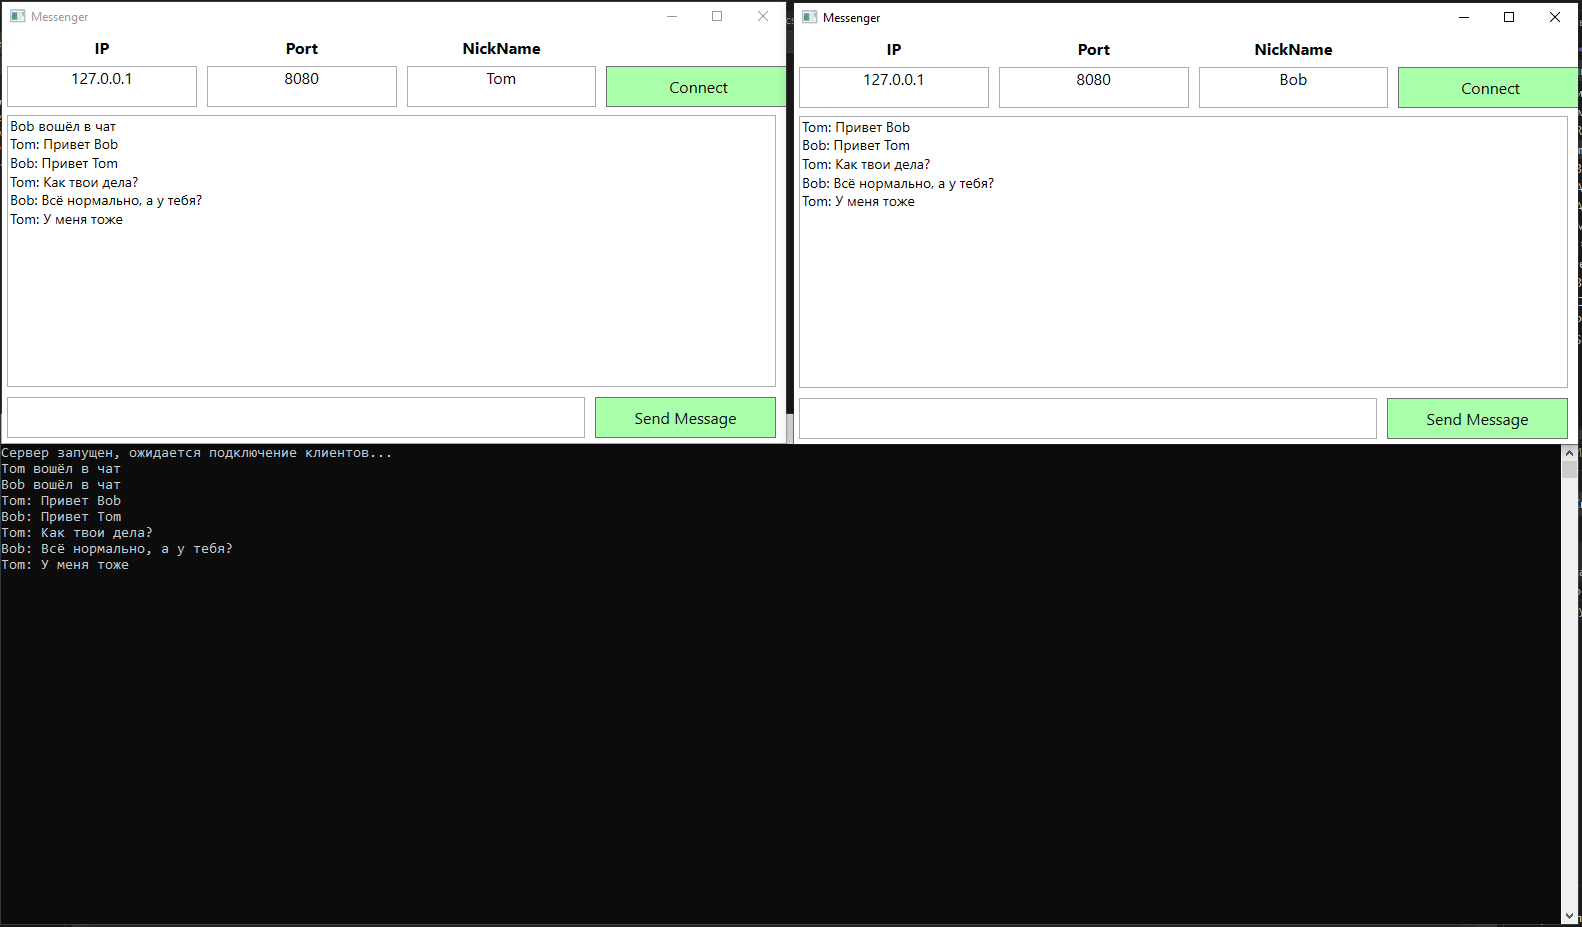 Messenger
IP
Port
NickName
127.0.0.1
8080
Tom
Connect
Bob вошёл в чат
Tom: Привет Bob
Bob: Привет Tom
Tom: Как твои дела?
Bob: Всё нормально, а у тебя?
Tom: У меня тоже
Send Message
Messenger
IP
Port
NickName
127.0.0.1
8080
Bob
Connect
Tom: Привет Bob
Bob: Привет Tom
Tom: Как твои дела?
Bob: Всё нормально, а у тебя?
Tom: У меня тоже
Send Message
Сервер запущен, ожидается подключение клиентов...
Tom вошёл в чат
Bob вошёл в чат
Tom: Привет Bob
Bob: Привет Tom
Tom: Как твои дела?
Bob: Всё нормально, а у тебя?
Tom: У меня тоже